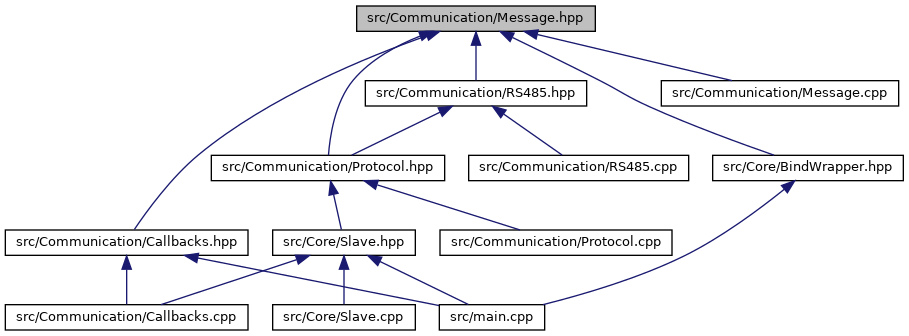 src/Communication/Message.hpp
src/Communication/RS485.hpp
src/Communication/Message.cpp
src/Communication/Protocol.hpp
src/Communication/RS485.cpp
src/Core/BindWrapper.hpp
src/Communication/Callbacks.hpp
src/Core/Slave.hpp
src/Communication/Protocol.cpp
src/Communication/Callbacks.cpp
src/Core/Slave.cpp
src/main.cpp